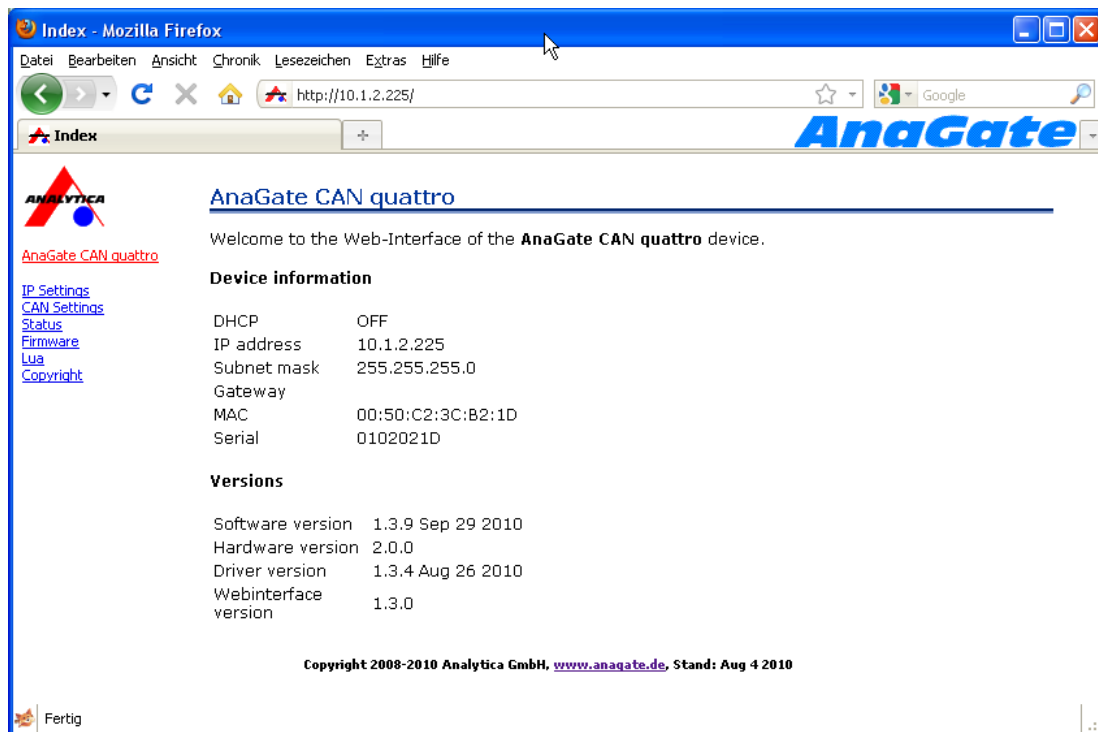 Index - Mozilla Firefox
Datei Bearbeiten Ansicht Chronik Lesezeichen Extras Hilfe
http://10.1.2.225/
Google
Index
AnaGate
ANALYTICA
AnaGate CAN quattro
IP Settings
CAN Settings
Status
Firmware
Lua
Copyright
AnaGate CAN quattro
Welcome to the Web-Interface of the AnaGate CAN quattro device.
Device information
DHCP OFF
IP address 10.1.2.225
Subnet mask 255.255.255.0
Gateway
MAC 00:50:C2:3C:B2:1D
Serial 0102021D
Versions
Software version 1.3.9 Sep 29 2010
Hardware version 2.0.0
Driver version 1.3.4 Aug 26 2010
Webinterface
version 1.3.0
Copyright 2008-2010 Analytica GmbH, www.anagate.de, Stand: Aug 4 2010
Fertig